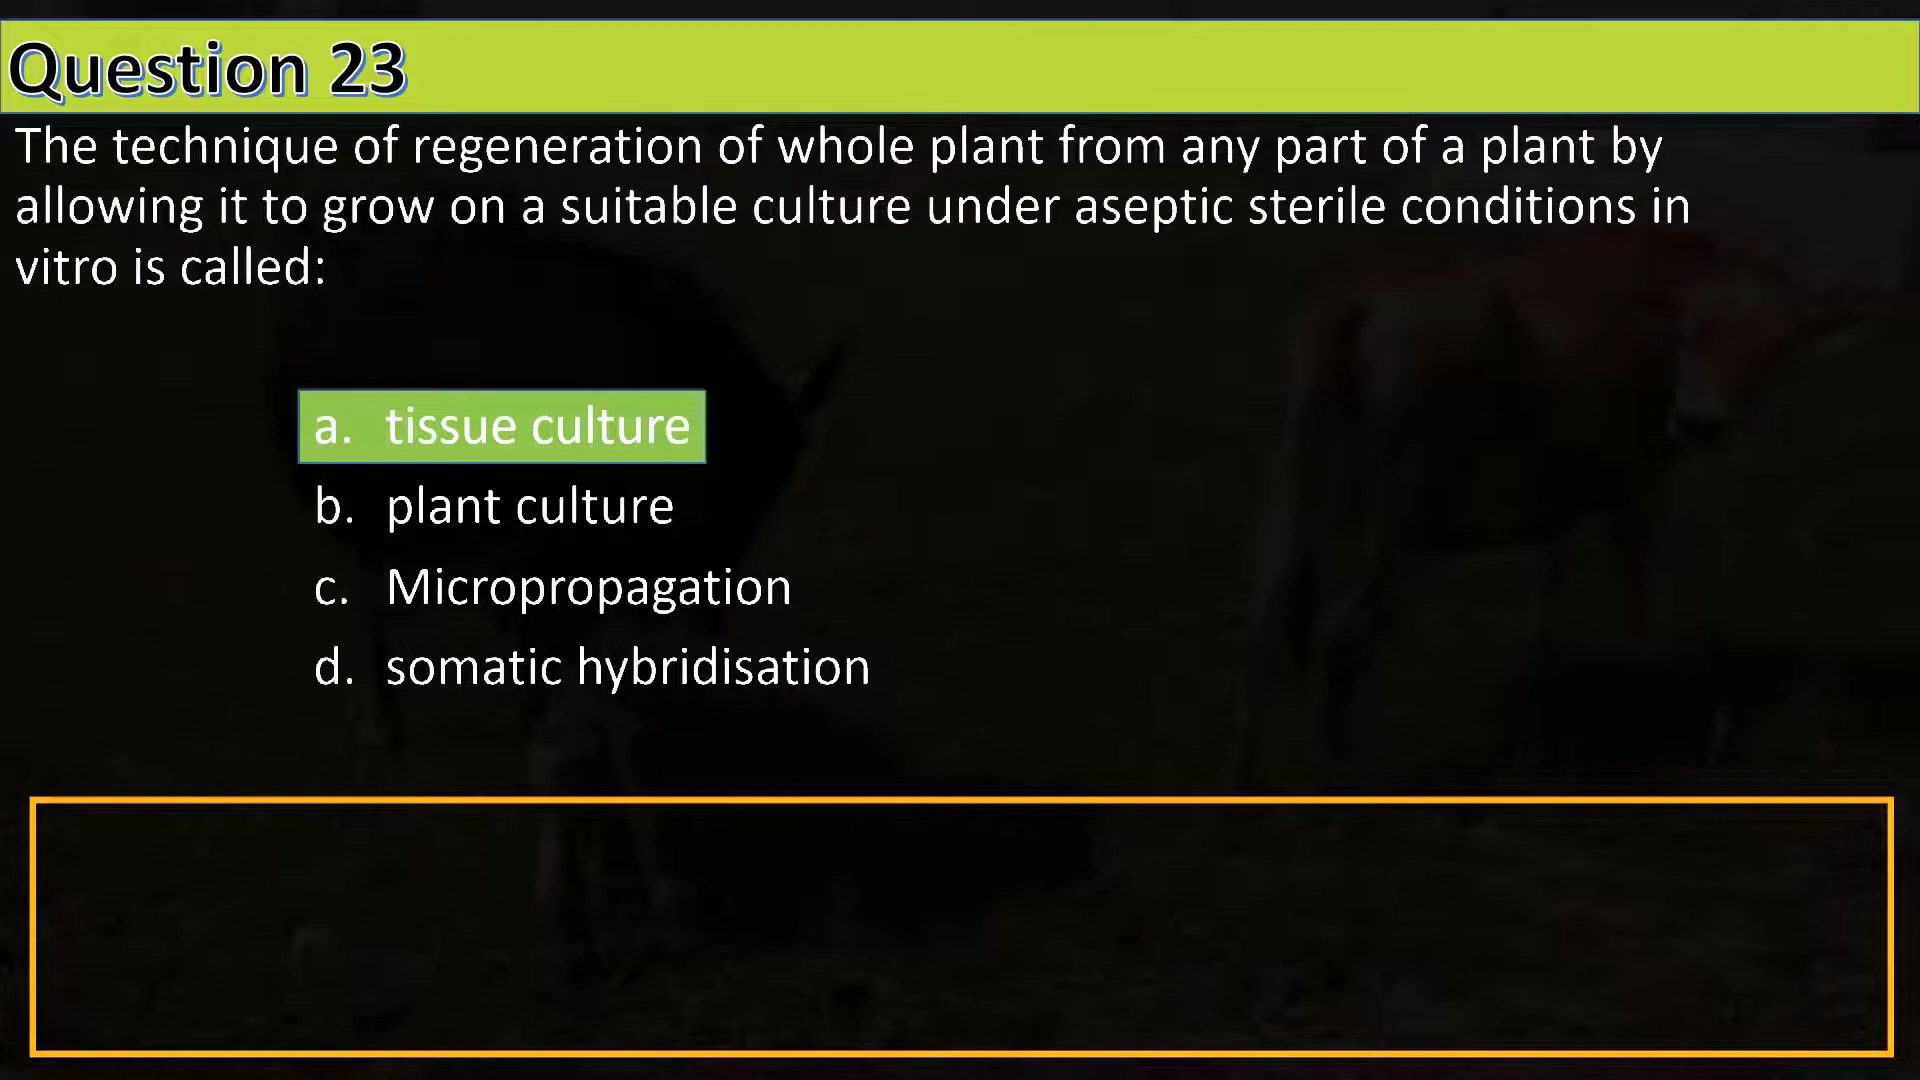 Question 23
The technique of regeneration of whole plant from any part of a plant by
allowing it to grow on a suitable culture under aseptic sterile conditions in
vitro is called:
a. tissue culture
b. plant culture
c. Micropropagation
d. somatic hybridisation